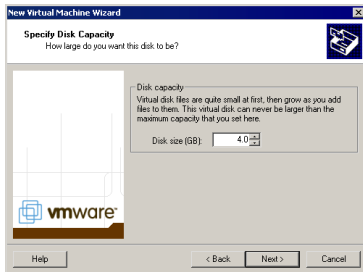 New Virtual Machine Wizard
Specify Disk Capacity
How large do you want this disk to be?
Disk capacity
Virtual disk files are quite small at first, then grow as you add
files to them. This virtual disk can never be larger than the
maximum capacity that you set here.
Disk size (GB): 4.0
vmware
Help < Back Next > Cancel